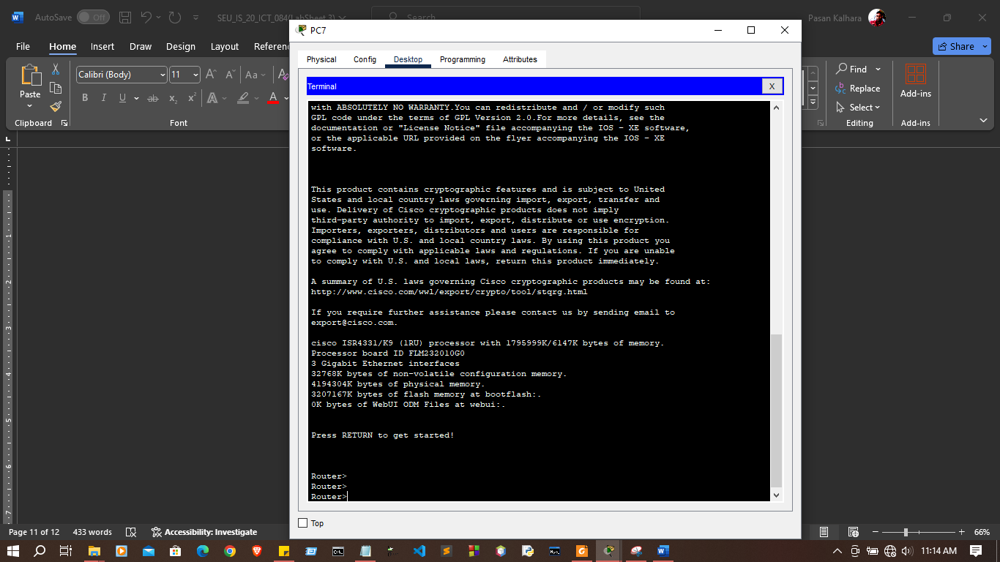 AutoSave
Off
SEU_IS_20_ICT_084(LabSheet 3)
Search
Pasan Kalhara
File
Home
Insert
Draw
Design
Layout
Share
Paste
Clipboard
Calibri (Body)
11
Font
Find
Replace
Select
Editing
Add-ins
Add-ins
PC7
Physical
Config
Desktop
Programming
Attributes
Terminal
X
with ABSOLUTELY NO WARRANTY.You can redistribute and / or modify such
GPL code under the terms of GPL Version 2.0.For more details, see the
documentation or "License Notice" file accompanying the IOS - XE software,
or the applicable URL provided on the flyer accompanying the IOS - XE
software.
This product contains cryptographic features and is subject to United
States and local country laws governing import, export, transfer and
use. Delivery of Cisco cryptographic products does not imply
third-party authority to import, export, distribute or use encryption.
Importers, exporters, distributors and users are responsible for
compliance with U.S. and local country laws. By using this product you
agree to comply with applicable laws and regulations. If you are unable
to comply with U.S. and local laws, return this product immediately.
A summary of U.S. laws governing Cisco cryptographic products may be found at:
http://www.cisco.com/wwl/export/crypto/tool/stqrg.html
If you require further assistance please contact us by sending email to
export@cisco.com.
cisco ISR4331/K9 (1RU) processor with 1795999K/6147K bytes of memory.
Processor board ID FLM232010G0
3 Gigabit Ethernet interfaces
32768K bytes of non-volatile configuration memory.
4194304K bytes of physical memory.
3207167K bytes of flash memory at bootflash:.
0K bytes of WebUI ODM Files at webui:.
Press RETURN to get started!
Router>
Router>
Router>
Top
Page 11 of 12
433 words
Accessibility: Investigate
66%
11:14 AM